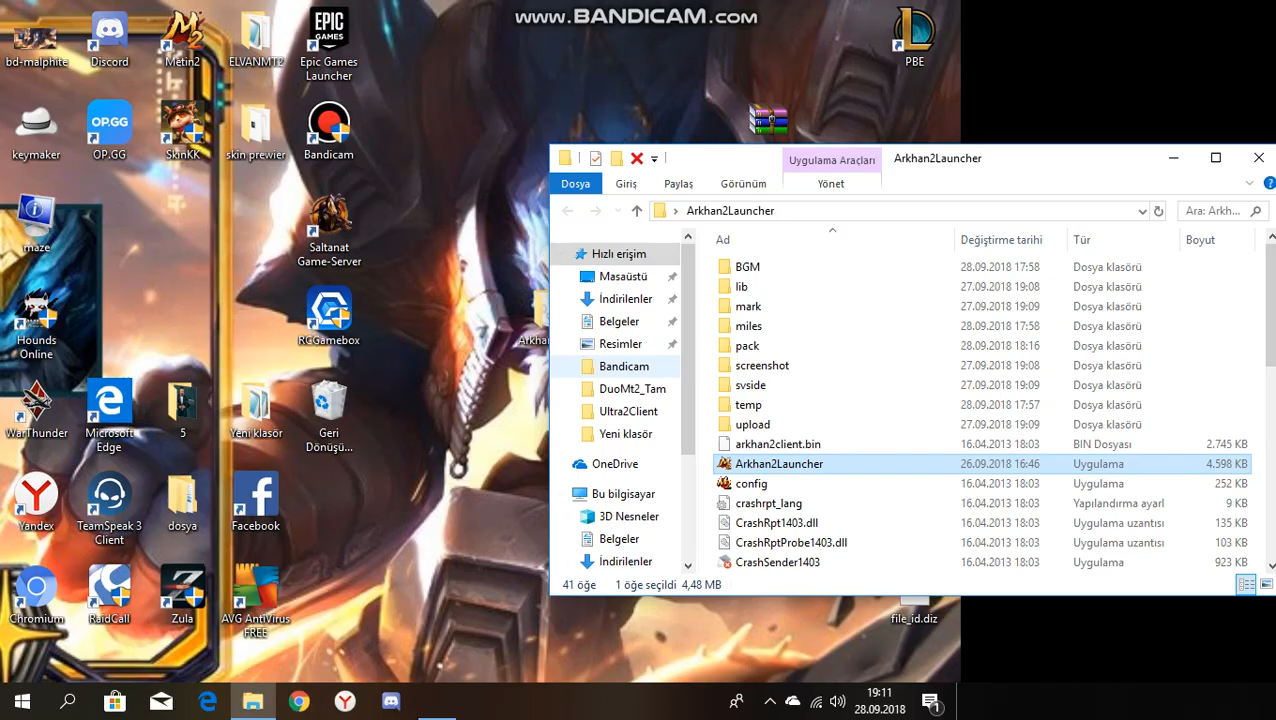 www.BANDICAM.com
bd-malphite
Discord
Metin2
ELVANMT2
EPIC
GAMES
Epic Games
Launcher
PBE
keymaker
OP.GG
OP.GG
SkinKK
skin prewier
Bandicam
maze
Saltanat
Game-Server
Hounds
Online
RCGamebox
WarThunder
Microsoft
Edge
5
Yeni klasör
Geri
Dönüşü...
Yandex
TeamSpeak 3
Client
dosya
Facebook
Chromium
RaidCall
Zula
AVG AntiVirus
FREE
Arkhan
file_id.diz
Uygulama Araçları
Arkhan2Launcher
Dosya
Giriş
Paylaş
Görünüm
Yönet
Arkhan2Launcher
Ara: Arkh...
Hızlı erişim
Masaüstü
İndirilenler
Belgeler
Resimler
Bandicam
DuoMt2_Tam
Ultra2Client
Yeni klasör
OneDrive
Bu bilgisayar
3D Nesneler
Belgeler
İndirilenler
Ad Değiştirme tarihi Tür Boyut
BGM 28.09.2018 17:58 Dosya klasörü
lib 27.09.2018 19:08 Dosya klasörü
mark 27.09.2018 19:09 Dosya klasörü
miles 28.09.2018 17:58 Dosya klasörü
pack 28.09.2018 18:16 Dosya klasörü
screenshot 27.09.2018 19:08 Dosya klasörü
svside 27.09.2018 19:09 Dosya klasörü
temp 28.09.2018 17:57 Dosya klasörü
upload 27.09.2018 19:09 Dosya klasörü
arkhan2client.bin 16.04.2013 18:03 BIN Dosyası 2.745 KB
Arkhan2Launcher 26.09.2018 16:46 Uygulama 4.598 KB
config 16.04.2013 18:03 Uygulama 252 KB
crashrpt_lang 16.04.2013 18:03 Yapılandırma ayarl 9 KB
CrashRpt1403.dll 16.04.2013 18:03 Uygulama uzantısı 135 KB
CrashRptProbe1403.dll 16.04.2013 18:03 Uygulama uzantısı 103 KB
CrashSender1403 16.04.2013 18:03 Uygulama 923 KB
41 öğe 1 öğe seçildi 4,48 MB
19:11
28.09.2018
1